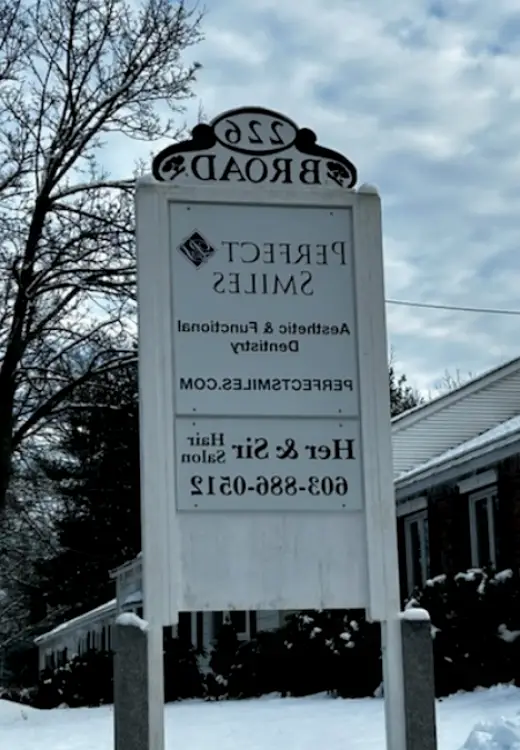 226
BROAD
PERFECT
SMILES
Aesthetic & Functional
Dentistry
PERFECTSMILES.COM
Her & Sir Hair
Salon
603-886-0512